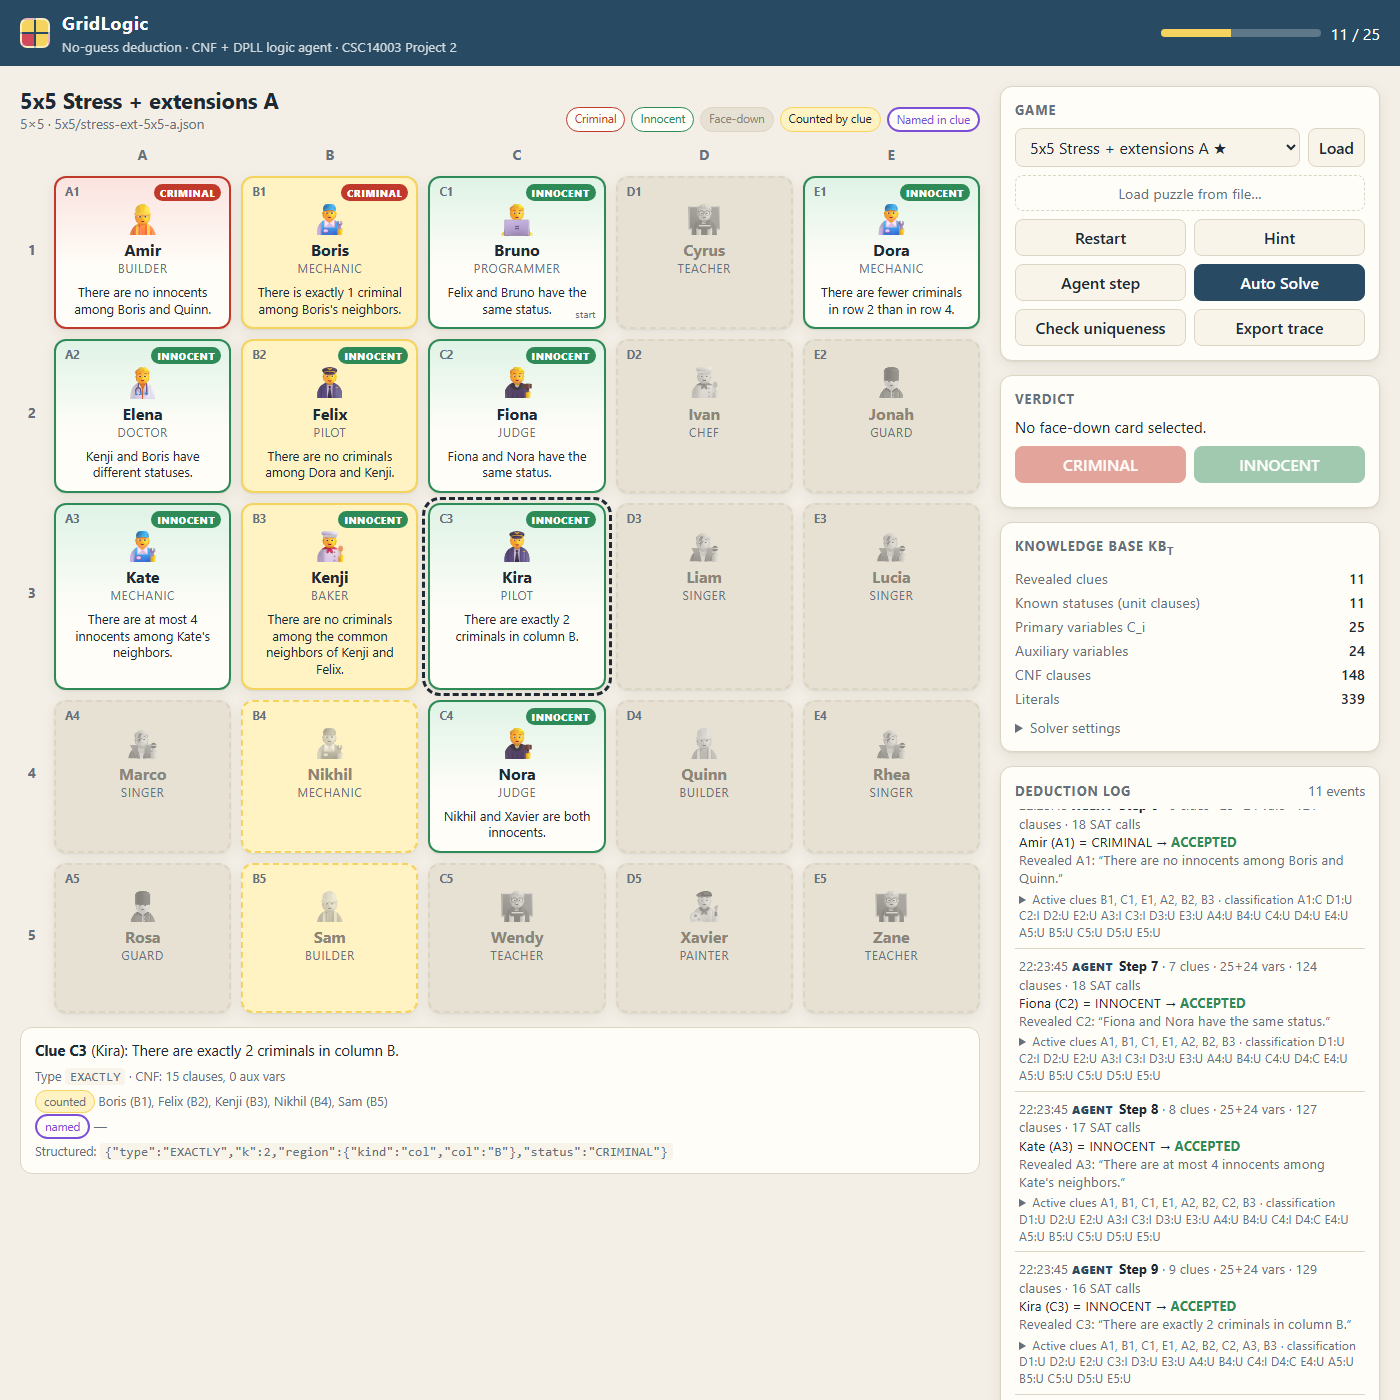 GridLogic
No-guess deduction · CNF + DPLL logic agent · CSC14003 Project 2
11 / 25
5x5 Stress + extensions A
5×5 · 5x5/stress-ext-5x5-a.json
Criminal
Innocent
Face-down
Counted by clue
Named in clue
A
B
C
D
E
1
A1
CRIMINAL
Amir
BUILDER
There are no innocents
among Boris and Quinn.
B1
CRIMINAL
Boris
MECHANIC
There is exactly 1 criminal
among Boris's neighbors.
C1
INNOCENT
Bruno
PROGRAMMER
Felix and Bruno have the
same status.
start
D1
Cyrus
TEACHER
E1
INNOCENT
Dora
MECHANIC
There are fewer criminals
in row 2 than in row 4.
2
A2
INNOCENT
Elena
DOCTOR
Kenji and Boris have
different statuses.
B2
INNOCENT
Felix
PILOT
There are no criminals
among Dora and Kenji.
C2
INNOCENT
Fiona
JUDGE
Fiona and Nora have the
same status.
D2
Ivan
CHEF
E2
Jonah
GUARD
3
A3
INNOCENT
Kate
MECHANIC
There are at most 4
innocents among Kate's
neighbors.
B3
INNOCENT
Kenji
BAKER
There are no criminals
among the common
neighbors of Kenji and
Felix.
C3
INNOCENT
Kira
PILOT
There are exactly 2
criminals in column B.
D3
Liam
SINGER
E3
Lucia
SINGER
4
A4
Marco
SINGER
B4
Nikhil
MECHANIC
C4
INNOCENT
Nora
JUDGE
Nikhil and Xavier are both
innocents.
D4
Quinn
BUILDER
E4
Rhea
SINGER
5
A5
Rosa
GUARD
B5
Sam
BUILDER
C5
Wendy
TEACHER
D5
Xavier
PAINTER
E5
Zane
TEACHER
Clue C3 (Kira): There are exactly 2 criminals in column B.
Type EXACTLY · CNF: 15 clauses, 0 aux vars
counted Boris (B1), Felix (B2), Kenji (B3), Nikhil (B4), Sam (B5)
named —
Structured: {"type":"EXACTLY","k":2,"region":{"kind":"col","col":"B"},"status":"CRIMINAL"}
GAME
5x5 Stress + extensions A ★
Load
Load puzzle from file...
Restart
Hint
Agent step
Auto Solve
Check uniqueness
Export trace
VERDICT
No face-down card selected.
CRIMINAL
INNOCENT
KNOWLEDGE BASE KBT
Revealed clues 11
Known statuses (unit clauses) 11
Primary variables C_i 25
Auxiliary variables 24
CNF clauses 148
Literals 339
▶ Solver settings
DEDUCTION LOG
11 events
clauses · 18 SAT calls
Amir (A1) = CRIMINAL → ACCEPTED
Revealed A1: “There are no innocents among Boris and
Quinn.”
▶ Active clues B1, C1, E1, A2, B2, B3 · classification A1:C D1:U
C2:I D2:U E2:U A3:I C3:I D3:U E3:U A4:U B4:U C4:U D4:U E4:U
A5:U B5:U C5:U D5:U E5:U
22:23:45 AGENT Step 7 · 7 clues · 25+24 vars · 124
clauses · 18 SAT calls
Fiona (C2) = INNOCENT → ACCEPTED
Revealed C2: “Fiona and Nora have the same status.”
▶ Active clues A1, B1, C1, E1, A2, B2, B3 · classification D1:U
C2:I D2:U E2:U A3:I C3:I D3:U E3:U A4:U B4:U C4:U D4:C E4:U
A5:U B5:U C5:U D5:U E5:U
22:23:45 AGENT Step 8 · 8 clues · 25+24 vars · 127
clauses · 17 SAT calls
Kate (A3) = INNOCENT → ACCEPTED
Revealed A3: “There are at most 4 innocents among
Kate's neighbors.”
▶ Active clues A1, B1, C1, E1, A2, B2, C2, B3 · classification
D1:U D2:U E2:U A3:I C3:I D3:U E3:U A4:U B4:U C4:I D4:C E4:U
A5:U B5:U C5:U D5:U E5:U
22:23:45 AGENT Step 9 · 9 clues · 25+24 vars · 129
clauses · 16 SAT calls
Kira (C3) = INNOCENT → ACCEPTED
Revealed C3: “There are exactly 2 criminals in column B.”
▶ Active clues A1, B1, C1, E1, A2, B2, C2, A3, B3 · classification
D1:U D2:U E2:U C3:I D3:U E3:U A4:U B4:U C4:I D4:C E4:U A5:U
B5:U C5:U D5:U E5:U